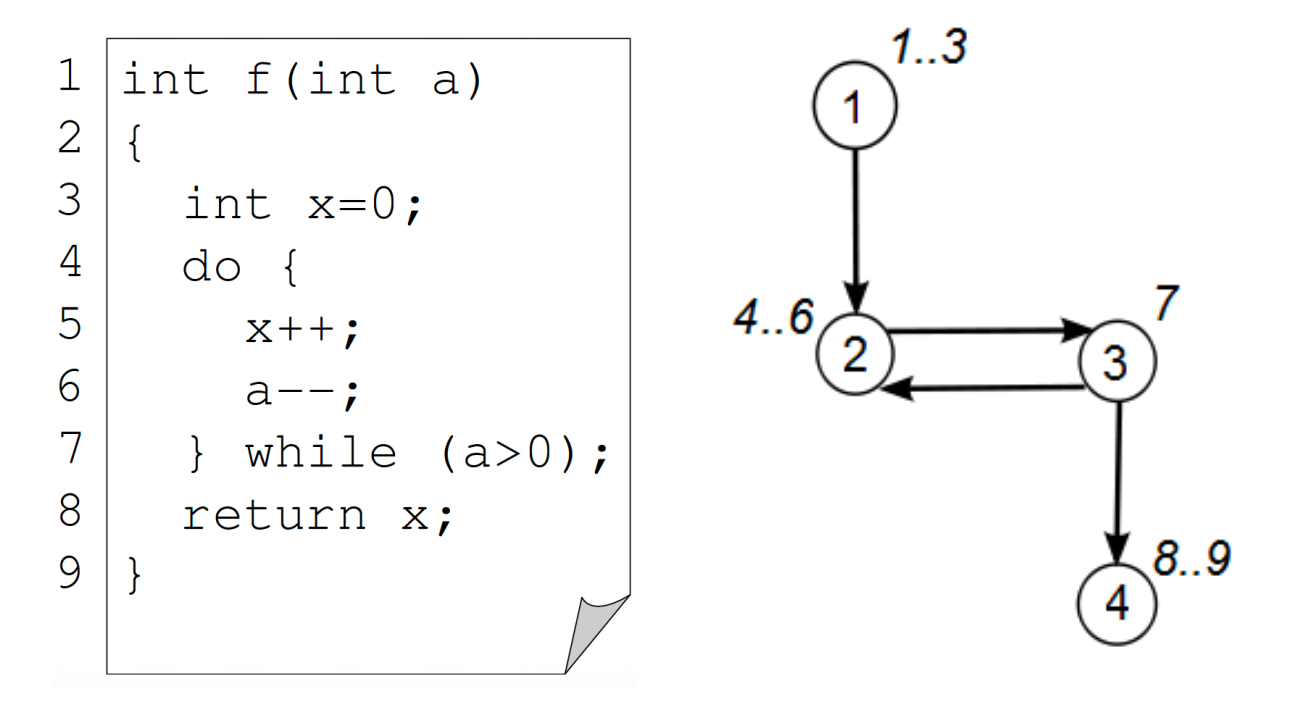 1 int f(int a)
2 {
3 int x=0;
4 do {
5 x++;
6 a--;
7 } while (a>0);
8 return x;
9 }
1..3
1
4..6
2
7
3
8..9
4